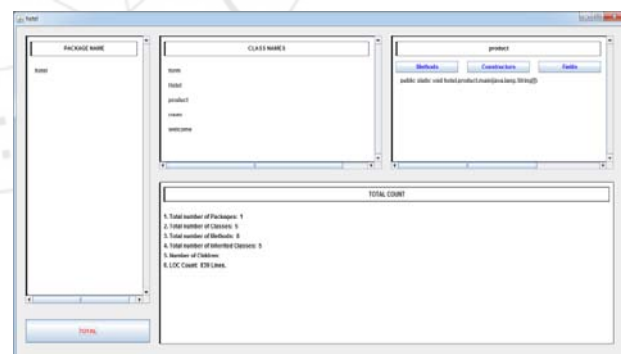 hotel
PACKAGE NAME
hotel
CLASS NAMES
form
Hotel
product
room
welcome
product
Methods
Constructors
Fields
public static void hotel.product.main(java.lang.String[])
TOTAL COUNT
1. Total number of Packages: 1
2. Total number of Classes: 5
3. Total number of Methods:
4. Total number of Inherited Classes: 5
5. Number of Children:
6. LOC Count: Lines.
TOTAL